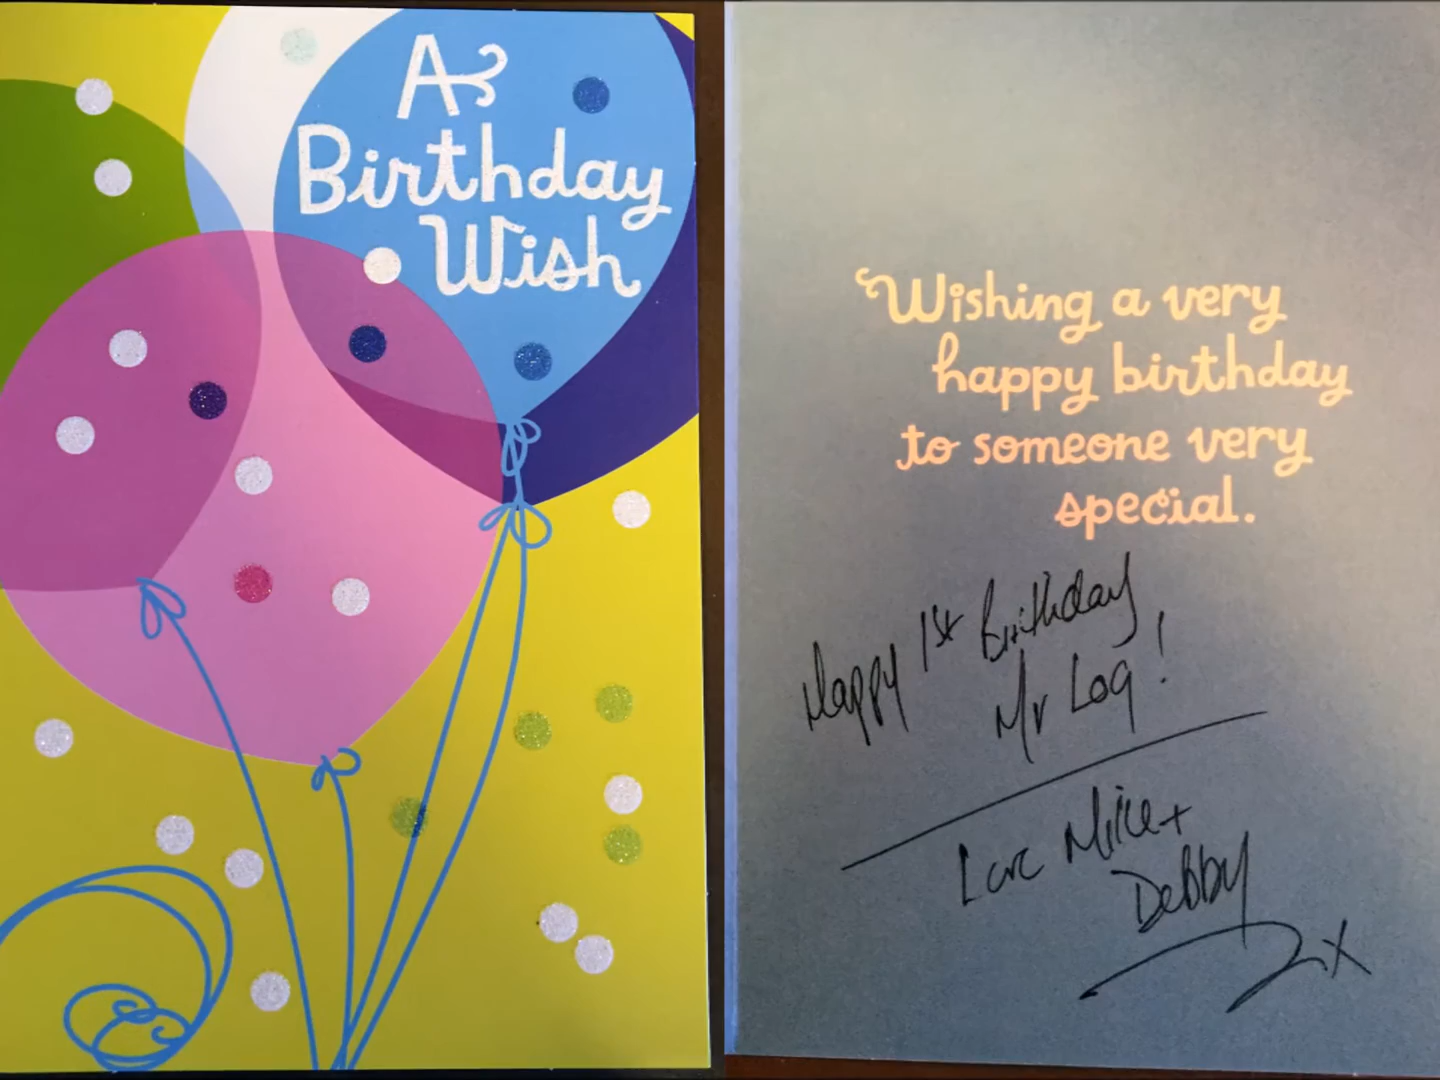 A
Birthday
Wish
Wishing a very
happy birthday
to someone very
special.
Happy 1st Birthday
Mr Log!
Love Mike +
Debby
x